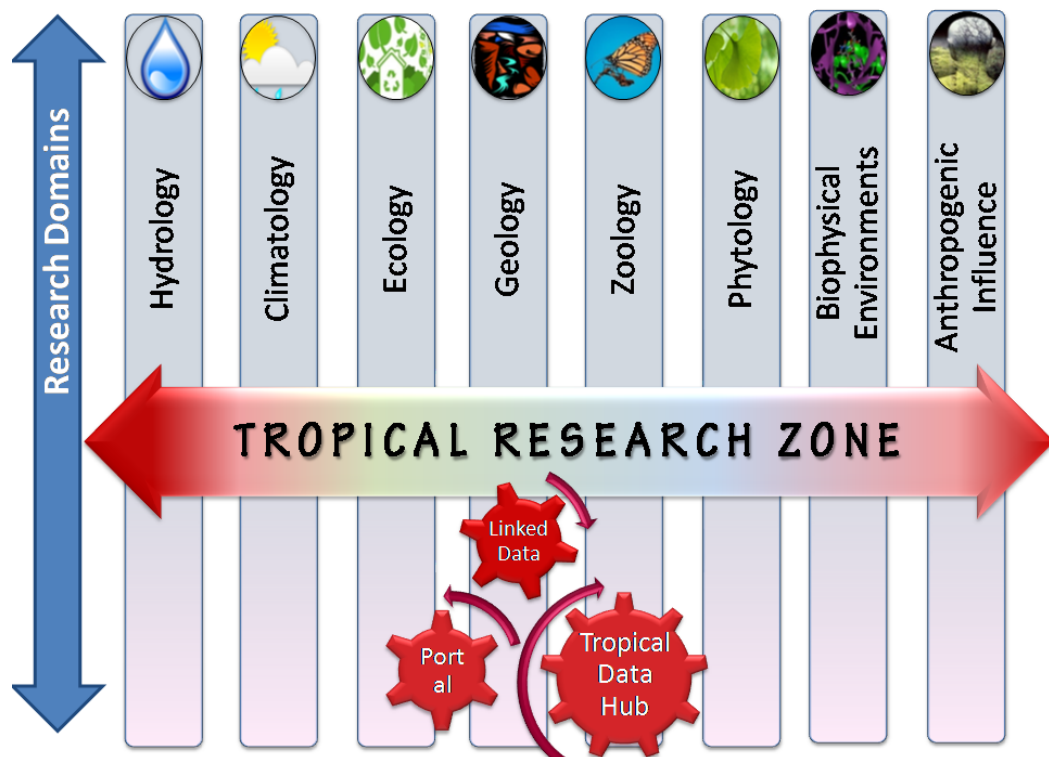 Research Domains
Hydrology
Climatology
Ecology
Geology
Zoology
Phytology
Biophysical
Environments
Anthropogenic
Influence
TROPICAL RESEARCH ZONE
Linked
Data
Port
al
Tropical
Data
Hub